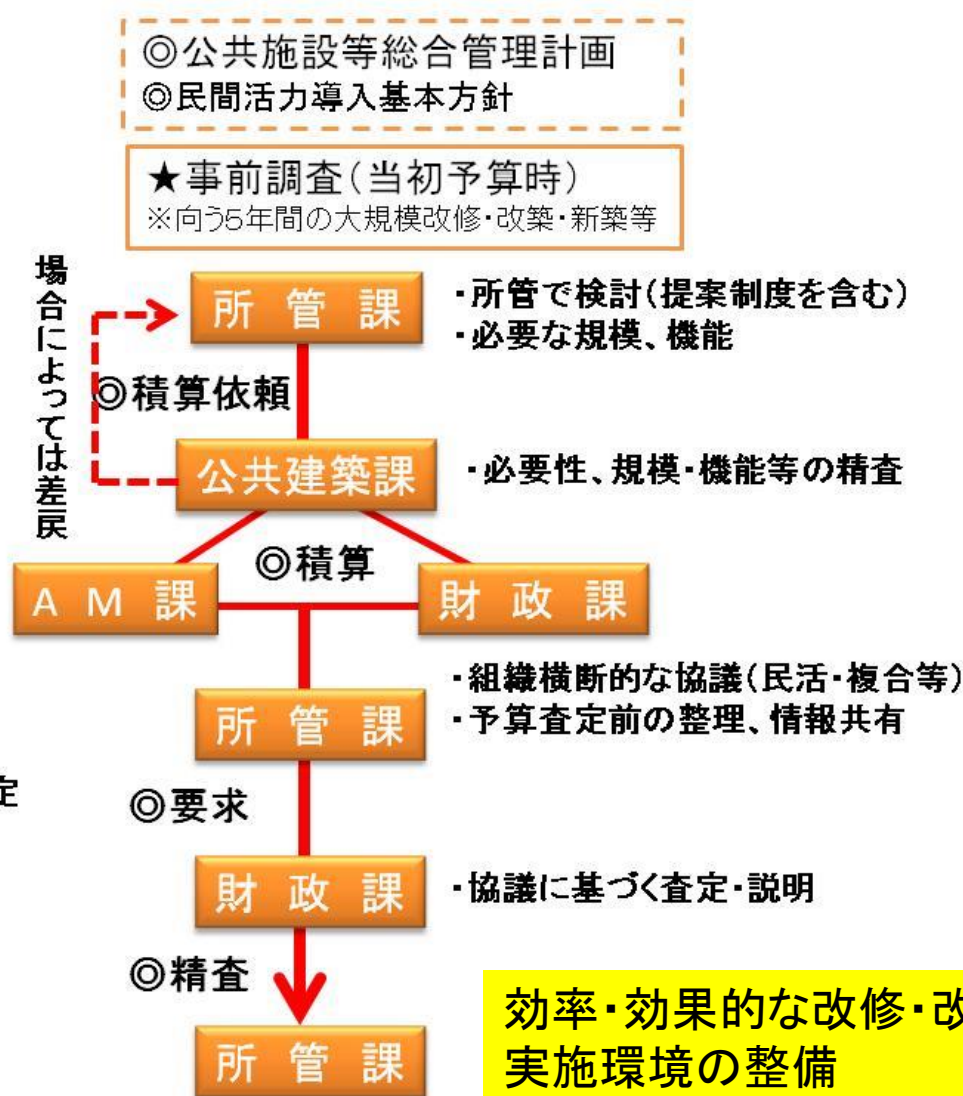 ◎公共施設等総合管理計画
◎民間活力導入基本方針
★事前調査(当初予算時)
※向う5年間の大規模改修・改築・新築等
場合によっては差戻
所管課
・所管で検討(提案制度を含む)
・必要な規模、機能
◎積算依頼
公共建築課
・必要性、規模・機能等の精査
◎積算
AM課
財政課
・組織横断的な協議(民活・複合等)
・予算査定前の整理、情報共有
所管課
定
◎要求
財政課
・協議に基づく査定・説明
◎精査
所管課
効率・効果的な改修・改
実施環境の整備